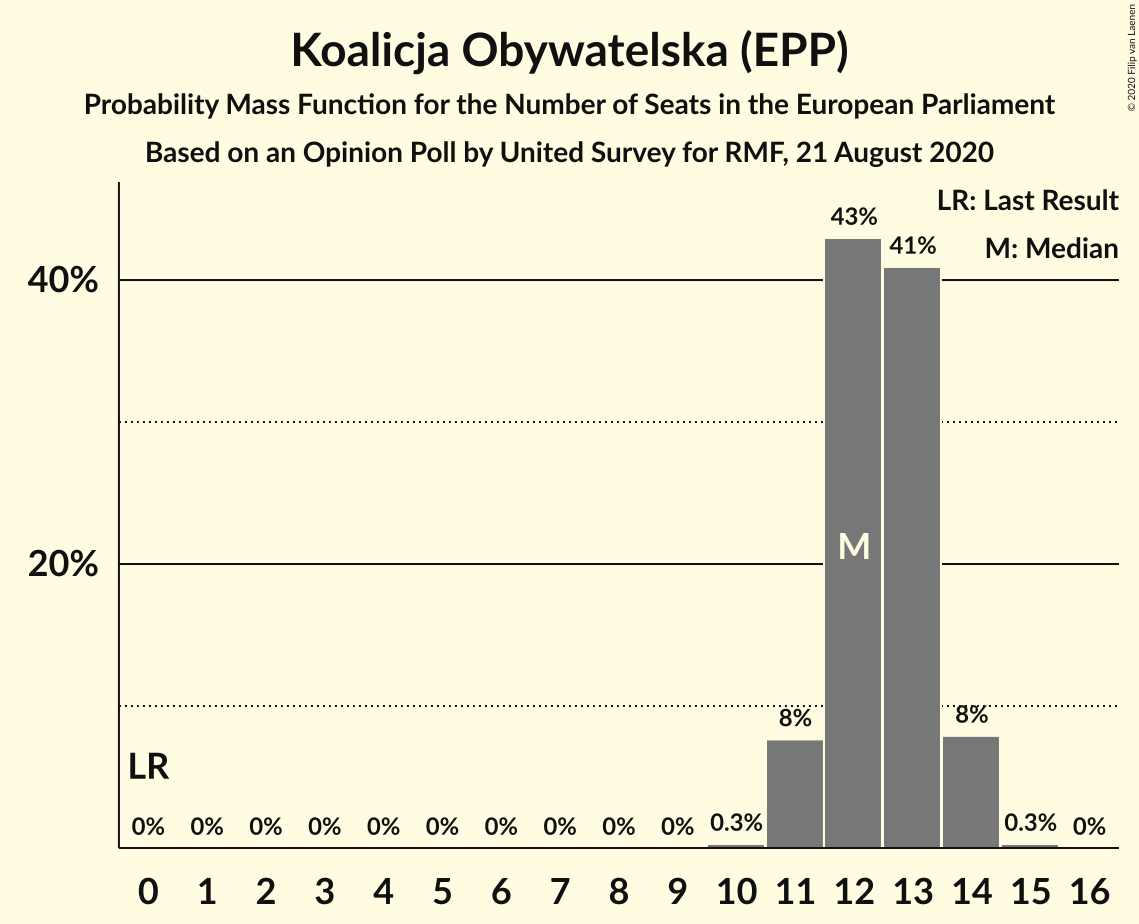 Koalicja Obywatelska (EPP)
Probability Mass Function for the Number of Seats in the European Parliament
Based on an Opinion Poll by United Survey for RMF, 21 August 2020
© 2020 Filip van Laenen
LR: Last Result
M: Median
43%
41%
40%
M
20%
8%
8%
LR
0% 0% 0% 0% 0% 0% 0% 0% 0% 0% 0.3% 0.3% 0%
0 1 2 3 4 5 6 7 8 9 10 11 12 13 14 15 16